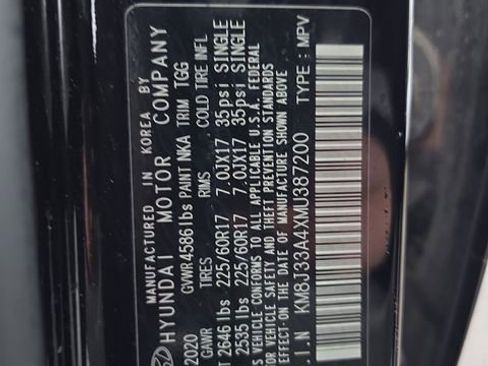 MANUFACTURED IN KOREA BY
HYUNDAI MOTOR COMPANY
2020 GVWR 4586 lbs PAINT NKA TRIM TGG
GAWR TIRES RIMS COLD TIRE INFL
T 2646 lbs 225/60R17 7.0JX17 35psi SINGLE
2535 lbs 225/60R17 7.0JX17 35psi SINGLE
S VEHICLE CONFORMS TO ALL APPLICABLE U.S.A. FEDERAL
VEHICLE SAFETY AND THEFT PREVENTION STANDARDS
EFFECT ON THE DATE OF MANUFACTURE SHOWN ABOVE
.I.N KM8J33A4XMU387200 TYPE : MPV